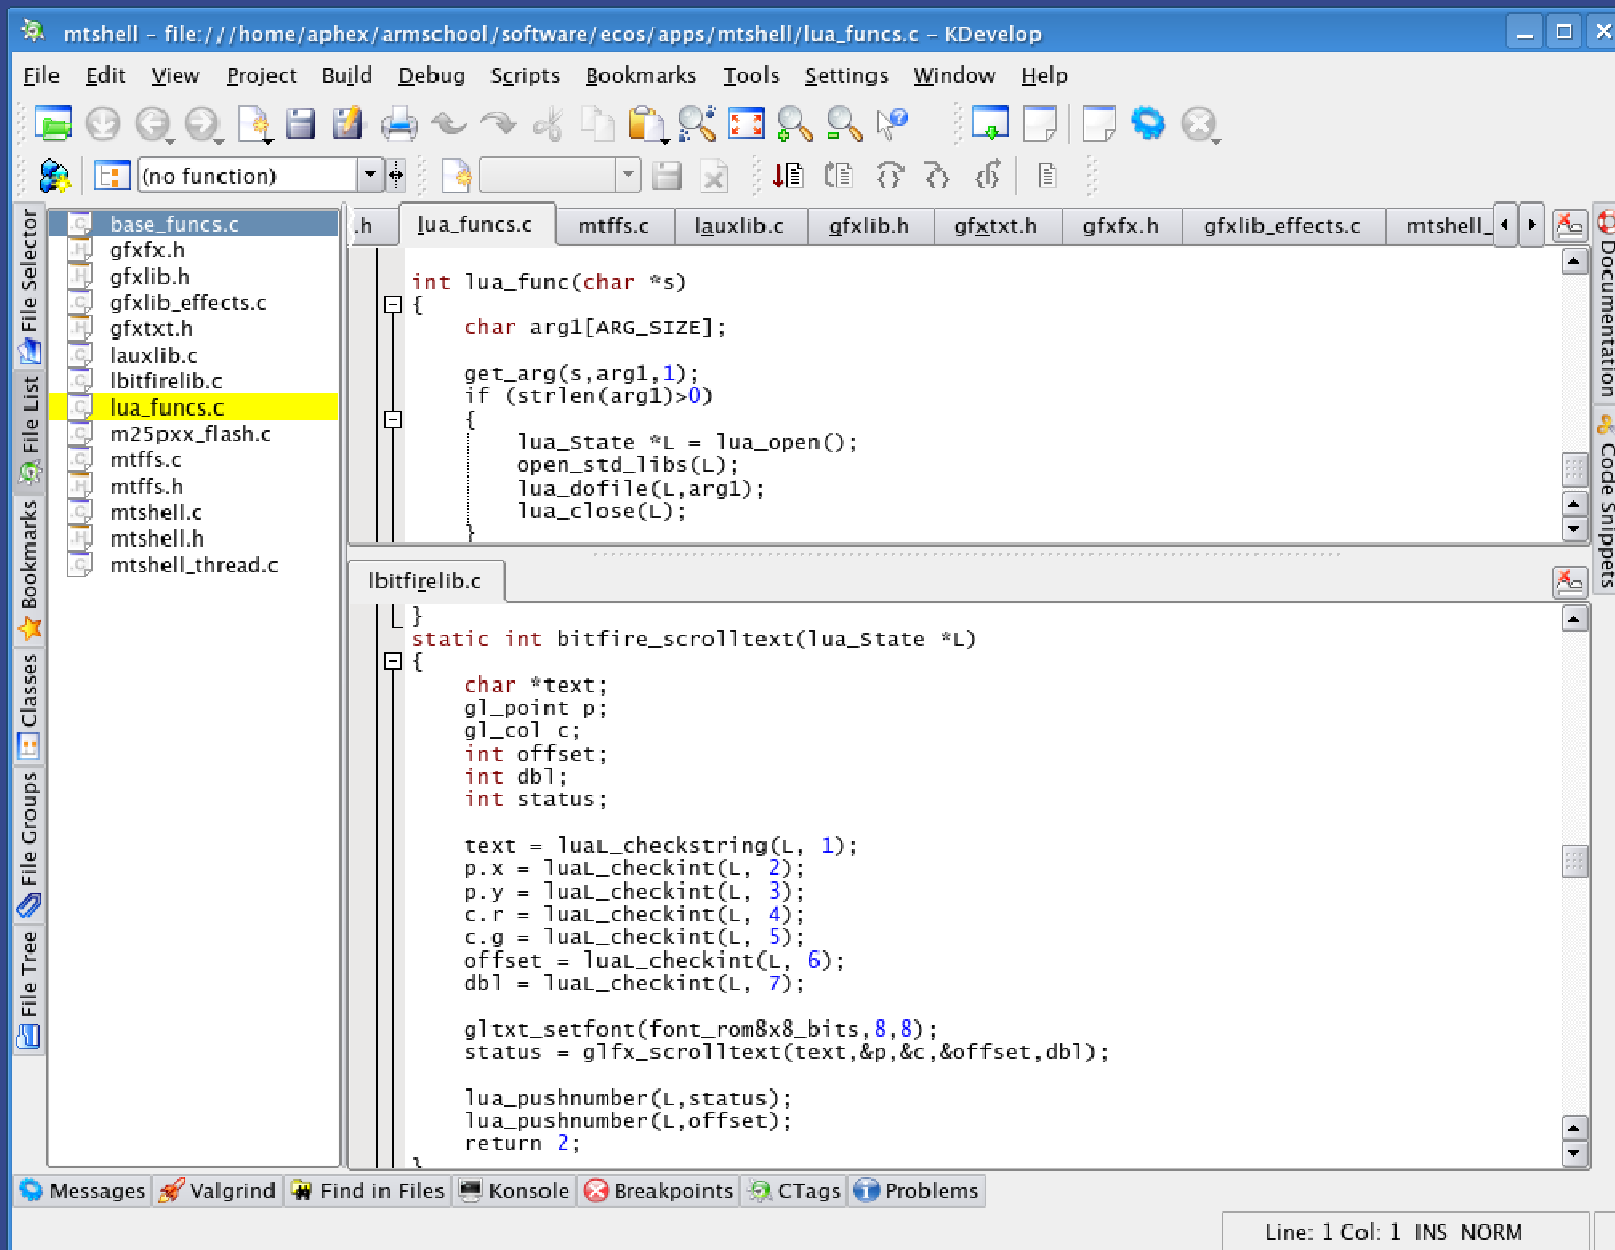 mtshell - file:///home/aphex/armschool/software/ecos/apps/mtshell/lua_funcs.c - KDevelop
File Edit View Project Build Debug Scripts Bookmarks Tools Settings Window Help
(no function)
File Selector
File List
Bookmarks
Classes
File Groups
File Tree
base_funcs.c
gfxfx.h
gfxlib.h
gfxlib_effects.c
gfxtxt.h
lauxlib.c
lbitfirelib.c
lua_funcs.c
m25pxx_flash.c
mtffs.c
mtffs.h
mtshell.c
mtshell.h
mtshell_thread.c
.h lua_funcs.c mtffs.c lauxlib.c gfxlib.h gfxtxt.h gfxfx.h gfxlib_effects.c mtshell_
int lua_func(char *s)
{
    char arg1[ARG_SIZE];
    get_arg(s,arg1,1);
    if (strlen(arg1)>0)
    {
        lua_State *L = lua_open();
        open_std_libs(L);
        lua_dofile(L,arg1);
        lua_close(L);
    }
lbitfirelib.c
}
static int bitfire_scrolltext(lua_State *L)
{
    char *text;
    gl_point p;
    gl_col c;
    int offset;
    int dbl;
    int status;
    text = luaL_checkstring(L, 1);
    p.x = luaL_checkint(L, 2);
    p.y = luaL_checkint(L, 3);
    c.r = luaL_checkint(L, 4);
    c.g = luaL_checkint(L, 5);
    offset = luaL_checkint(L, 6);
    dbl = luaL_checkint(L, 7);
    gltxt_setfont(font_rom8x8_bits,8,8);
    status = glfx_scrolltext(text,&p,&c,&offset,dbl);
    lua_pushnumber(L,status);
    lua_pushnumber(L,offset);
    return 2;
}
Documentation
Code Snippets
Messages Valgrind Find in Files Konsole Breakpoints CTags Problems
Line: 1 Col: 1 INS NORM